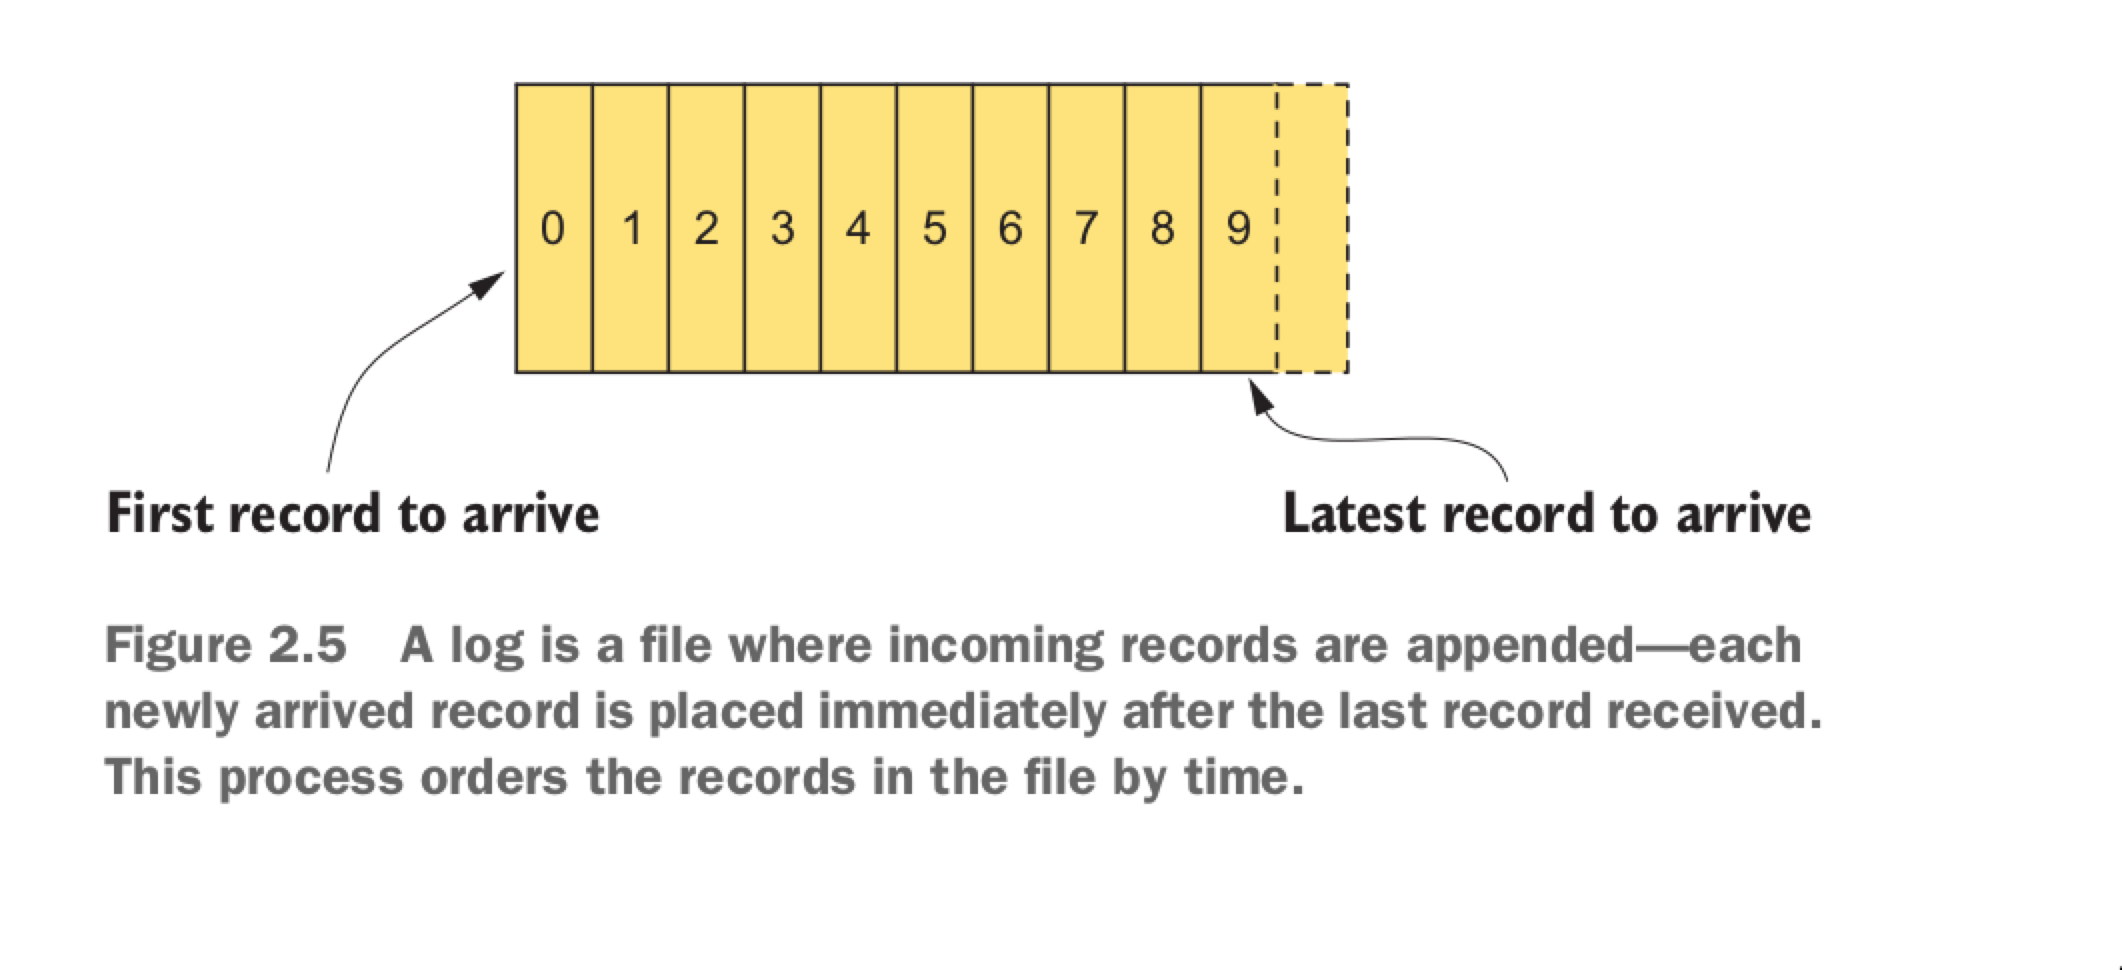 0 1 2 3 4 5 6 7 8 9
First record to arrive
Latest record to arrive
Figure 2.5 A log is a file where incoming records are appended—each
newly arrived record is placed immediately after the last record received.
This process orders the records in the file by time.